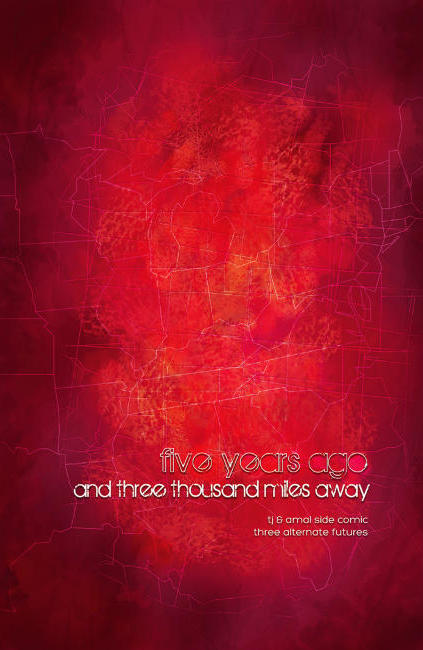 five years ago
and three thousand miles away
tj & amal side comic
three alternate futures